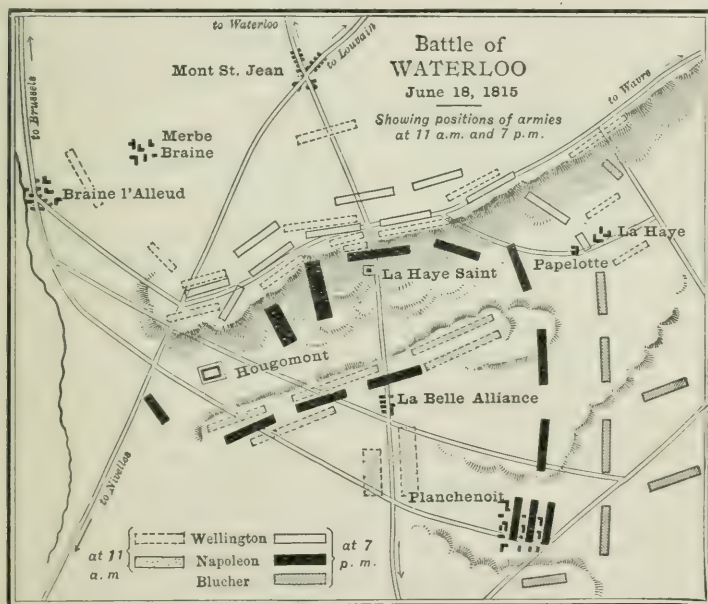 Battle of
WATERLOO
June 18, 1815
Showing positions of armies
at 11 a.m. and 7 p.m.
to Waterloo
to Louvain
Mont St. Jean
to Wavre
to Brussels
Merbe
Braine
Braine l'Alleud
La Haye
Papelotte
La Haye Saint
Hougomont
La Belle Alliance
to Nivelles
Planchenoit
at 11
a.m
Wellington
Napoleon
Blucher
at 7
p. m.